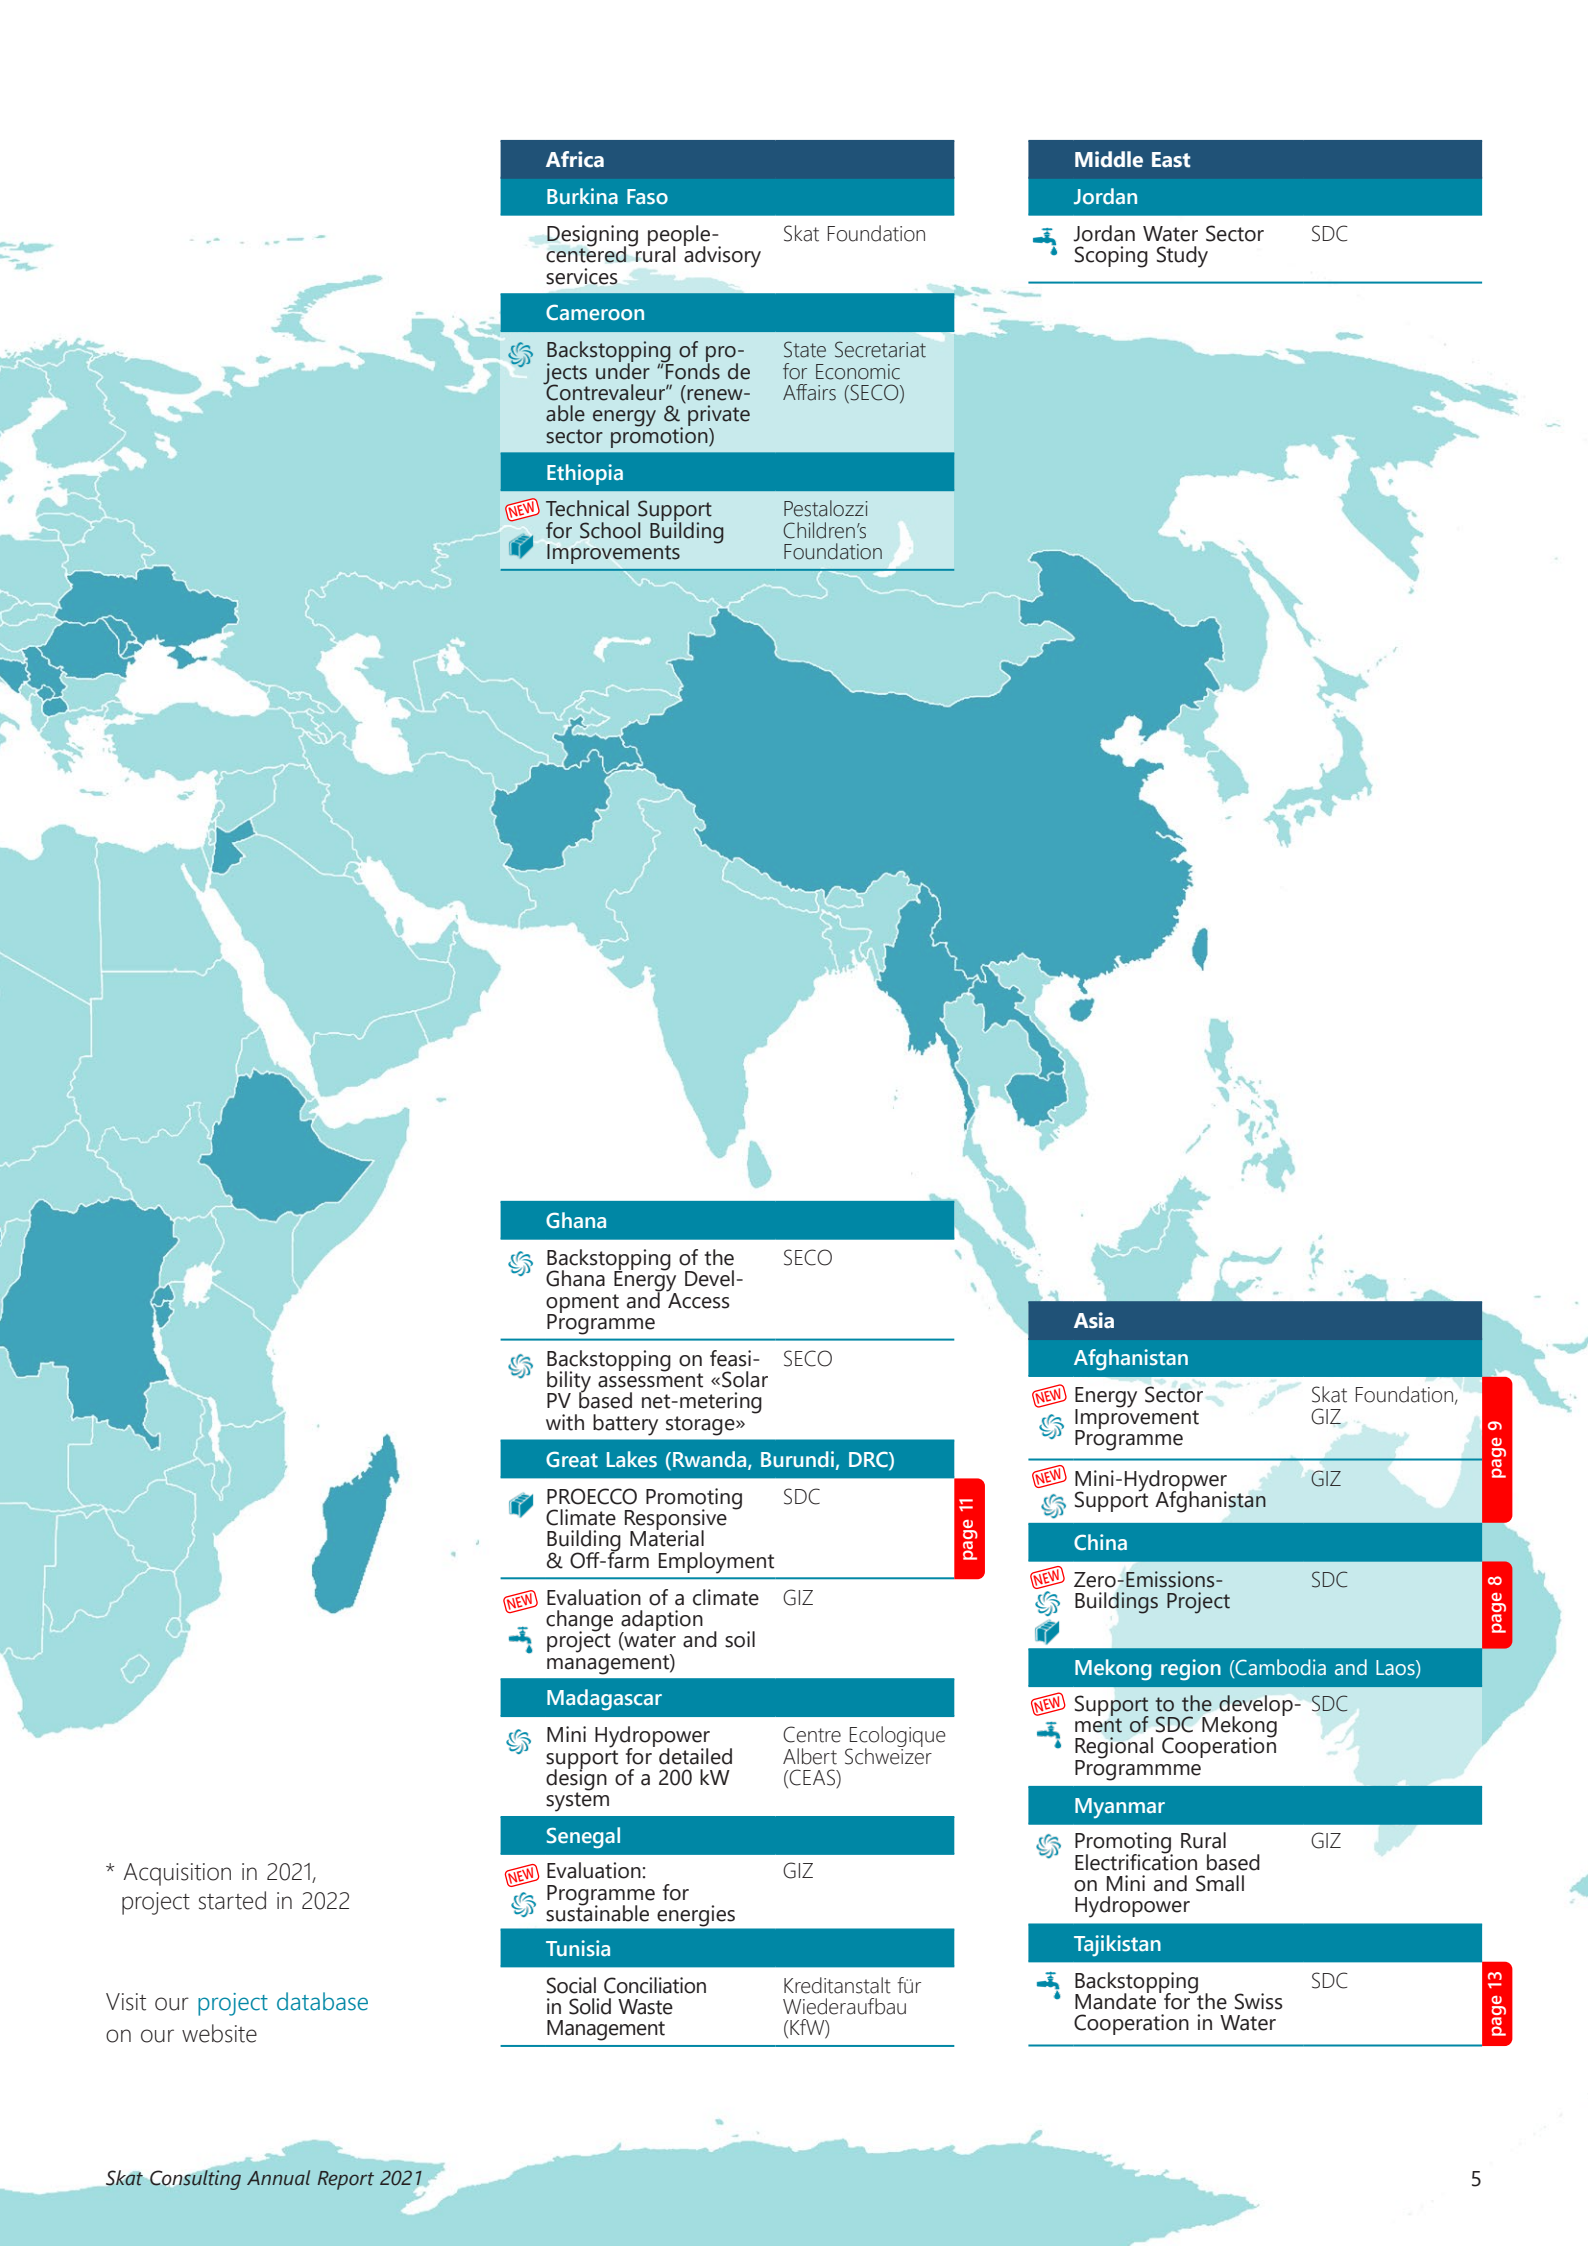 Africa
Burkina Faso
Designing people-
centered rural advisory
services
Skat Foundation
Cameroon
Backstopping of pro-
jects under “Fonds de
Contrevaleur” (renew-
able energy & private
sector promotion)
State Secretariat
for Economic
Affairs (SECO)
Ethiopia
NEW
Technical Support
for School Building
Improvements
Pestalozzi
Children’s
Foundation
Middle East
Jordan
Jordan Water Sector
Scoping Study
SDC
Ghana
Backstopping of the
Ghana Energy Devel-
opment and Access
Programme
SECO
Backstopping on feasi-
bility assessment «Solar
PV based net-metering
with battery storage»
SECO
Great Lakes (Rwanda, Burundi, DRC)
PROECCO Promoting
Climate Responsive
Building Material
& Off-farm Employment
SDC
page 11
NEW
Evaluation of a climate
change adaption
project (water and soil
management)
GIZ
Madagascar
Mini Hydropower
support for detailed
design of a 200 kW
system
Centre Ecologique
Albert Schweizer
(CEAS)
Senegal
NEW
Evaluation:
Programme for
sustainable energies
GIZ
Tunisia
Social Conciliation
in Solid Waste
Management
Kreditanstalt für
Wiederaufbau
(KfW)
Asia
Afghanistan
NEW
Energy Sector
Improvement
Programme
Skat Foundation,
GIZ
NEW
Mini-Hydropwer
Support Afghanistan
GIZ
page 9
China
NEW
Zero-Emissions-
Buildings Project
SDC
page 8
Mekong region (Cambodia and Laos)
NEW
Support to the develop-
ment of SDC Mekong
Regional Cooperation
Programmme
SDC
Myanmar
Promoting Rural
Electrification based
on Mini and Small
Hydropower
GIZ
Tajikistan
Backstopping
Mandate for the Swiss
Cooperation in Water
SDC
page 13
* Acquisition in 2021,
project started in 2022
Visit our project database
on our website
Skat Consulting Annual Report 2021
5